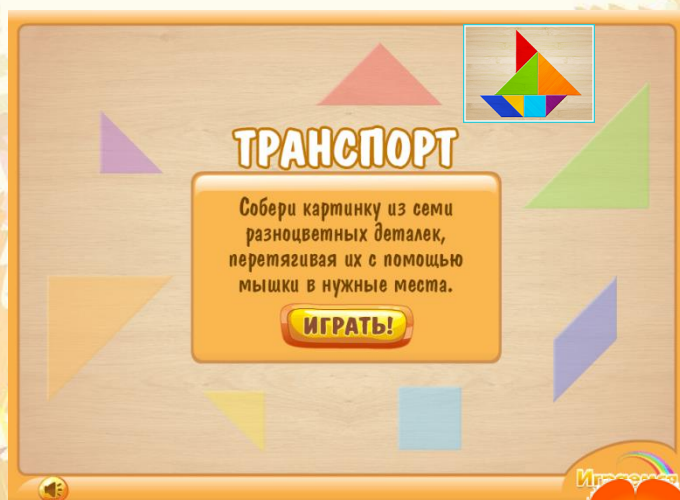 ТРАНСПОРТ
Собери картинку из семи
разноцветных деталек,
перетягивая их с помощью
мышки в нужные места.
ИГРАТЬ!